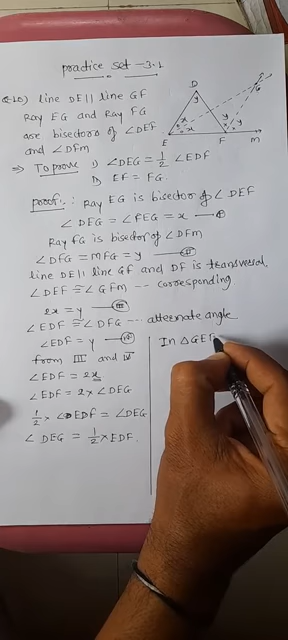 practice set - 3.1
Q.10) line DE || line GF
Ray EG and Ray FG
are bisectors of ∠DEF
and ∠DFM
⇒ To prove 1) ∠DEG = 1/2 ∠EDF
1) EF = FG.
proof: : Ray EG is bisector of ∠DEF
∠DEG = ∠FEG = x — I
Ray FG is bisector of ∠DFM
∠DFG = MFG = y — II
line DE || line GF and DF is transversal
∠DEF ≅ ∠GFM -- corresponding
2x = y — III
∠EDF ≅ ∠DFG --- alternate angle
∠EDF = y — IV
from III and IV
∠EDF = 2x
∠EDF = 2 x ∠DEG
1/2 x ∠EDF = ∠DEG
∠DEG = 1/2 x EDF.
In △GEF
D
y
x
x
E
F
M
G
y
y